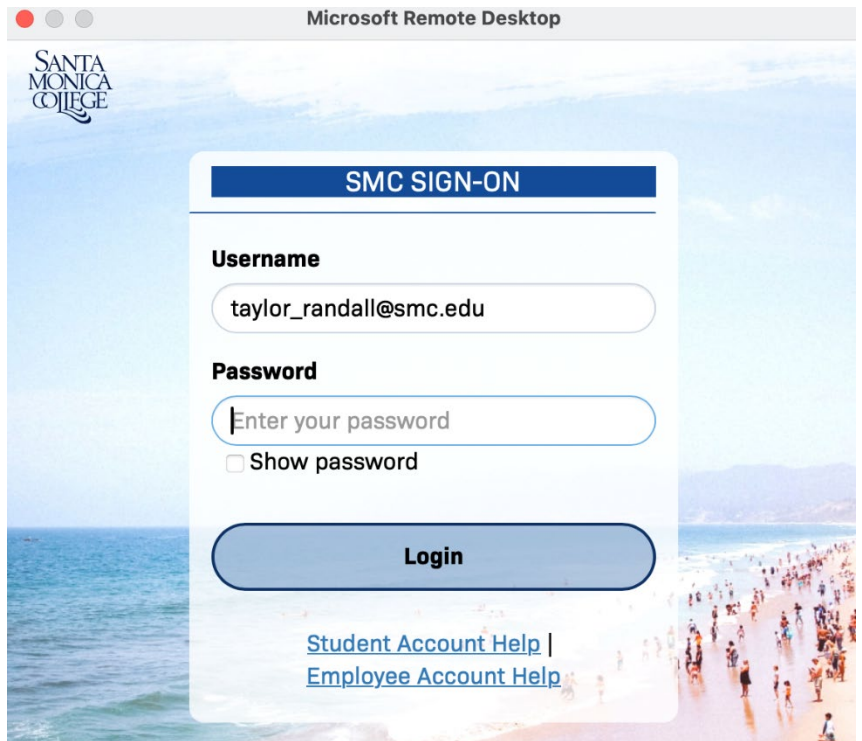 Microsoft Remote Desktop
SANTA
MONICA
COLLEGE
SMC SIGN-ON
Username
taylor_randall@smc.edu
Password
Enter your password
Show password
Login
Student Account Help |
Employee Account Help